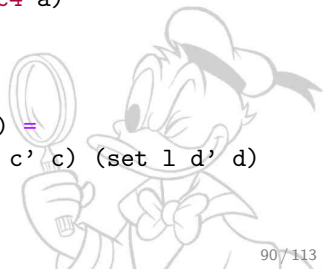 c4 a)
) =
c' c) (set l d' d)
90 / 113